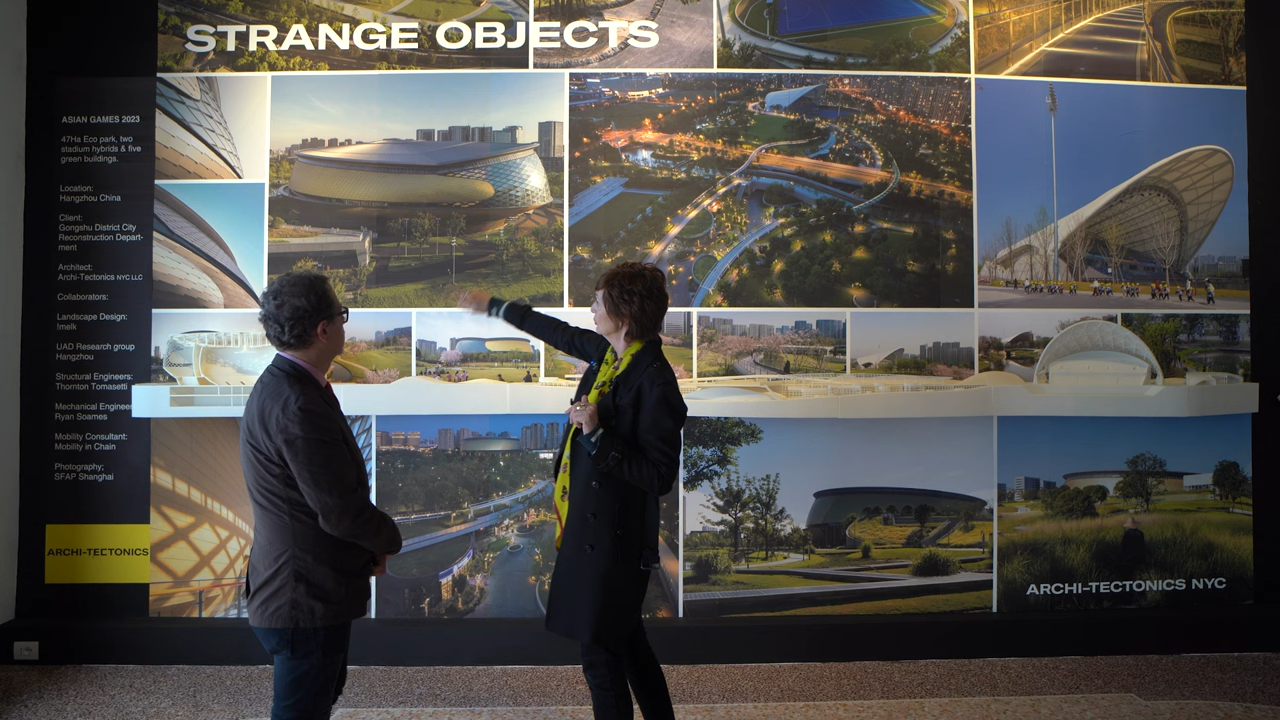 STRANGE OBJECTS
ASIAN GAMES 2023
47Ha Eco park, two
stadium hybrids & five
green buildings.
Location:
Hangzhou China
Client:
Gongshu District City
Reconstruction Depart-
ment
Architect:
Archi-Tectonics NYC LLC
Collaborators:
Landscape Design:
!melk
UAD Research group
Hangzhou
Structural Engineers:
Thornton Tomasetti
Mechanical Engineer
Ryan Soames
Mobility Consultant:
Mobility in Chain
Photography;
SFAP Shanghai
ARCHI-TECTONICS
ARCHI-TECTONICS NYC